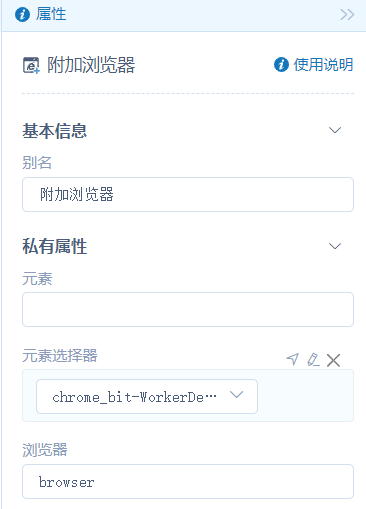 属性
附加浏览器
使用说明
基本信息
别名
附加浏览器
私有属性
元素
元素选择器
chrome_bit-WorkerDe…
浏览器
browser